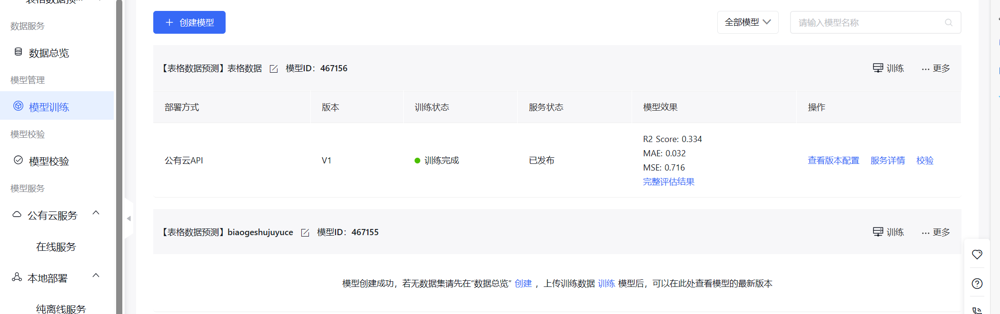 表格数据预…
数据服务
数据总览
模型管理
模型训练
模型校验
模型校验
模型服务
公有云服务
在线服务
本地部署
纯离线服务
创建模型
全部模型
请输入模型名称
【表格数据预测】表格数据 模型ID：467156
训练 … 更多
部署方式 版本 训练状态 服务状态 模型效果 操作
公有云API V1 训练完成 已发布
R2 Score: 0.334
MAE: 0.032
MSE: 0.716
完整评估结果
查看版本配置 服务详情 校验
【表格数据预测】biaogeshujuyuce 模型ID：467155
训练 … 更多
模型创建成功，若无数据集请先在“数据总览” 创建 ，上传训练数据 训练 模型后，可以在此处查看模型的最新版本